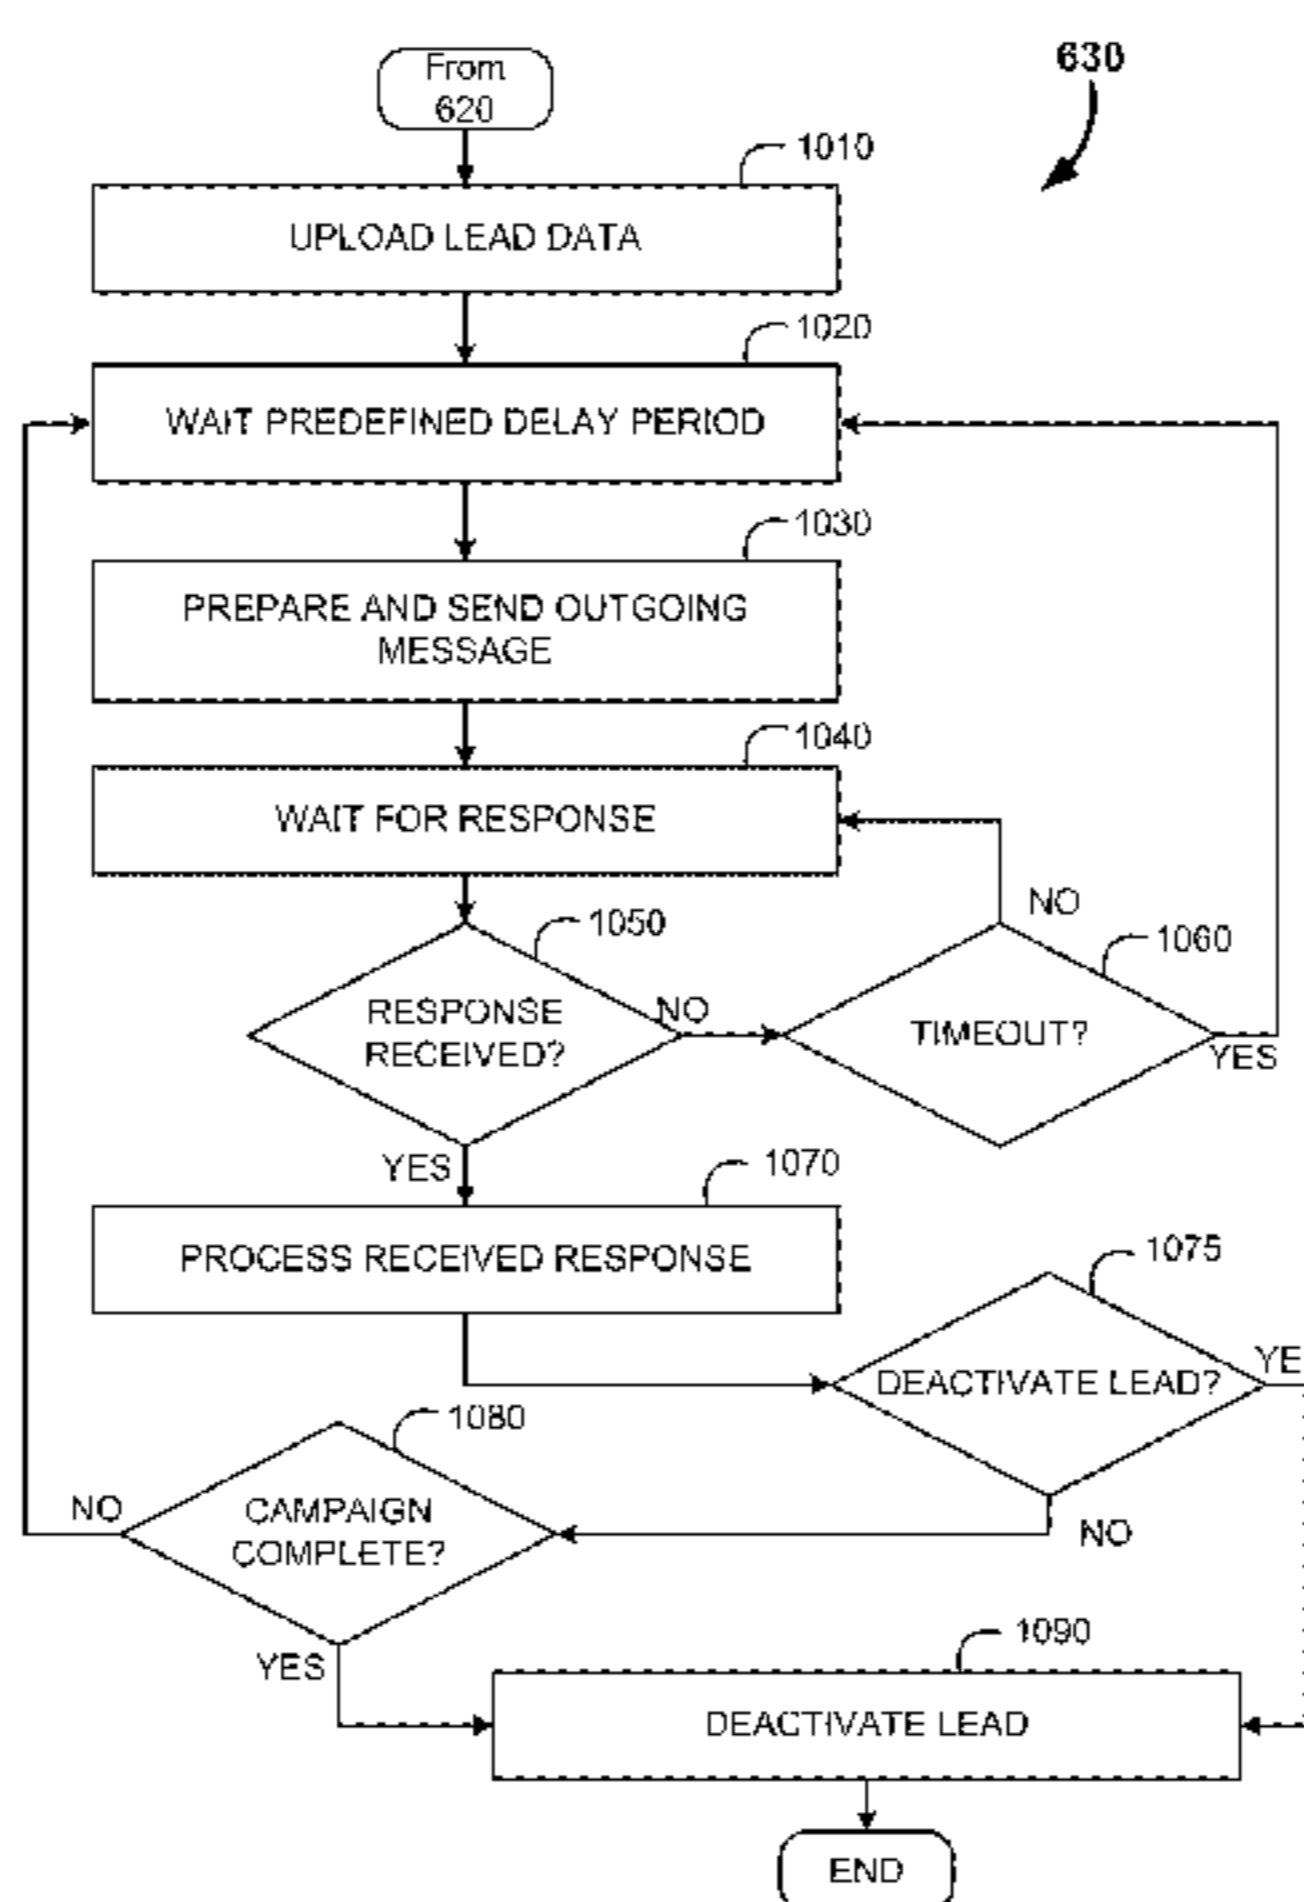 From
620
630
1010
UPLOAD LEAD DATA
1020
WAIT PREDEFINED DELAY PERIOD
1030
PREPARE AND SEND OUTGOING
MESSAGE
1040
WAIT FOR RESPONSE
NO
1050
1060
RESPONSE
RECEIVED?
NO
TIMEOUT?
YES
YES
1070
PROCESS RECEIVED RESPONSE
1075
DEACTIVATE LEAD?
YE
1080
NO
CAMPAIGN
COMPLETE?
NO
YES
1090
DEACTIVATE LEAD
END